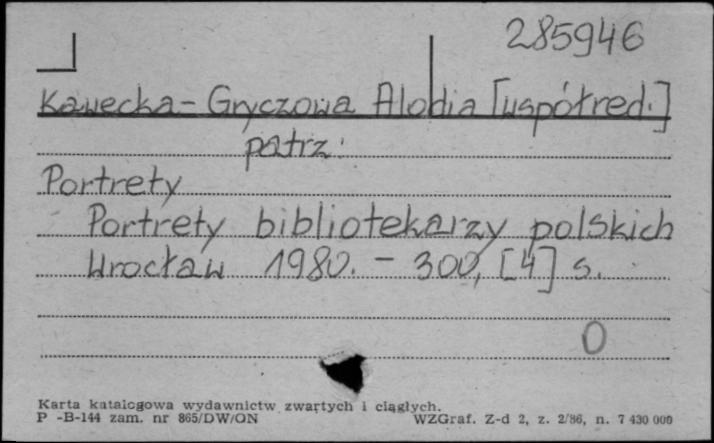 285946
Kawecka-Gryczowa Alodia [współred.]
patrz:
Portrety
Portrety bibliotekarzy polskich
Wrocław 1980. - 300, [4] s.
0
Karta katalogowa wydawnictw zwartych i ciągłych.
P -B-144 zam. nr 865/DW/ON WZGraf. Z-d 2, z. 2/86, n. 7 430 000